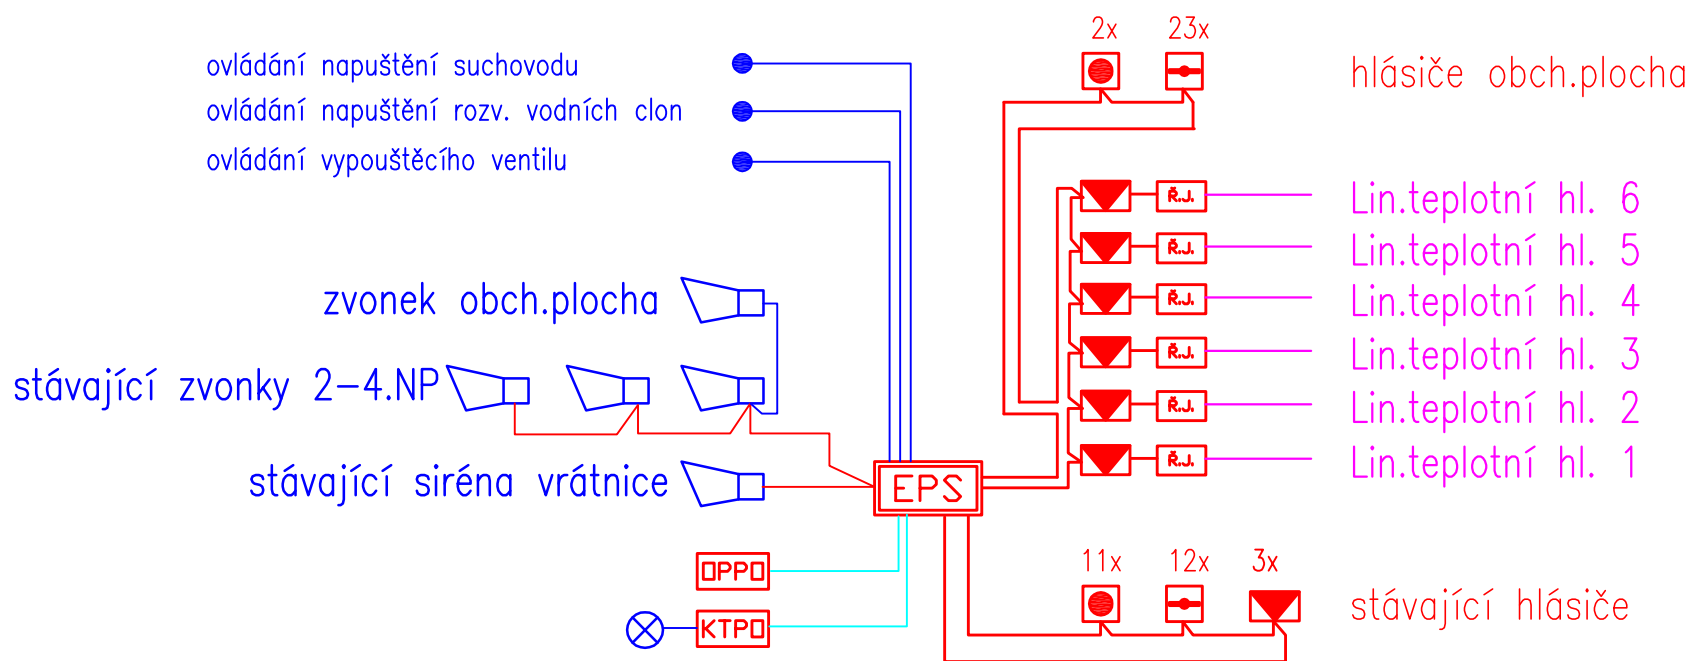 2x 23x
hlásiče obch.plocha
ovládání napuštění suchovodu
ovládání napuštění rozv. vodních clon
ovládání vypouštěcího ventilu
Ř.J. Lin.teplotní hl. 6
Ř.J. Lin.teplotní hl. 5
Ř.J. Lin.teplotní hl. 4
Ř.J. Lin.teplotní hl. 3
Ř.J. Lin.teplotní hl. 2
Ř.J. Lin.teplotní hl. 1
zvonek obch.plocha
stávající zvonky 2-4.NP
stávající siréna vrátnice
EPS
OPPO
KTPO
11x 12x 3x
stávající hlásiče